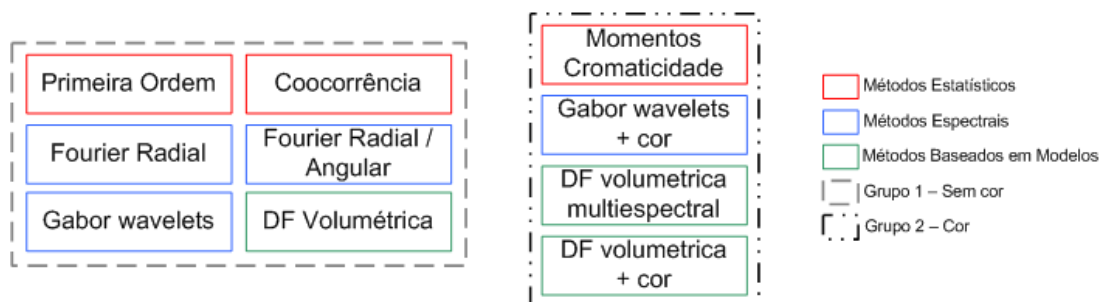 Primeira Ordem
Coocorrência
Fourier Radial
Fourier Radial /
Angular
Gabor wavelets
DF Volumétrica
Momentos
Cromaticidade
Gabor wavelets
+ cor
DF volumetrica
multiespectral
DF volumetrica
+ cor
Métodos Estatísticos
Métodos Espectrais
Métodos Baseados em Modelos
Grupo 1 – Sem cor
Grupo 2 – Cor